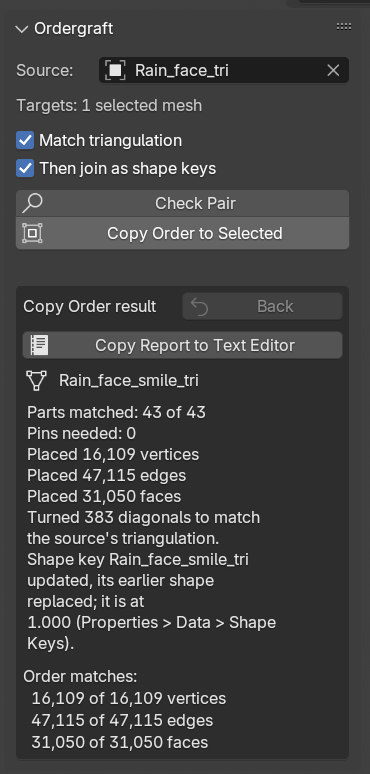 Ordergraft
Source: Rain_face_tri
Targets: 1 selected mesh
Match triangulation
Then join as shape keys
Check Pair
Copy Order to Selected
Copy Order result Back
Copy Report to Text Editor
Rain_face_smile_tri
Parts matched: 43 of 43
Pins needed: 0
Placed 16,109 vertices
Placed 47,115 edges
Placed 31,050 faces
Turned 383 diagonals to match
the source's triangulation.
Shape key Rain_face_smile_tri
updated, its earlier shape
replaced; it is at
1.000 (Properties > Data > Shape
Keys).
Order matches:
16,109 of 16,109 vertices
47,115 of 47,115 edges
31,050 of 31,050 faces